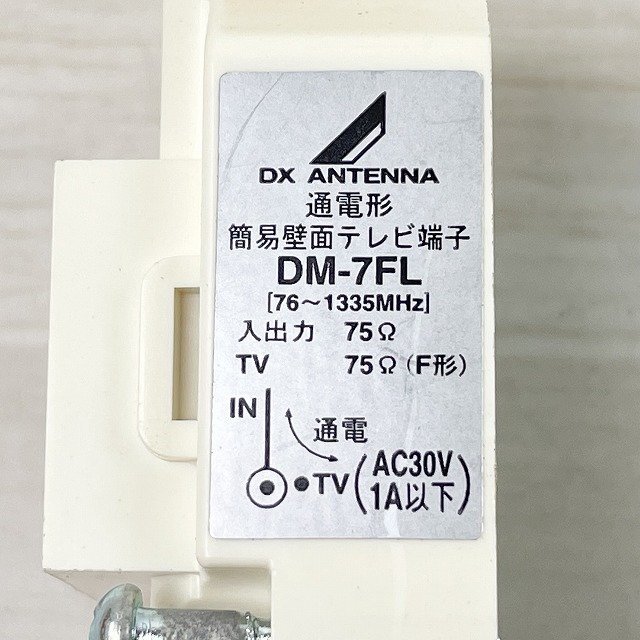 DX ANTENNA
通電形
簡易壁面テレビ端子
DM-7FL
[76~1335MHz]
入出力 75Ω
TV 75Ω(F形)
IN
通電
TV(AC30V 1A以下)